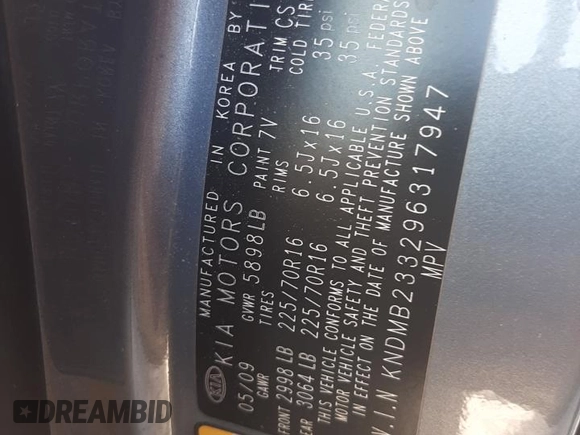 MANUFACTURED IN KOREA BY
KIA MOTORS CORPORATI
05/09 GVWR 5898LB PAINT 7V TRIM CS
GAWR TIRES RIMS COLD TIRE
FRONT 2998 LB 225/70R16 6.5Jx16 35 psi
REAR 3064 LB 225/70R16 6.5Jx16 35 psi
THIS VEHICLE CONFORMS TO ALL APPLICABLE U.S.A. FEDERA
MOTOR VEHICLE SAFETY AND THEFT PREVENTION STANDARDS
IN EFFECT ON THE DATE OF MANUFACTURE SHOWN ABOVE
V.I.N KNDMB233296317947
MPV
KIA
DREAMBID